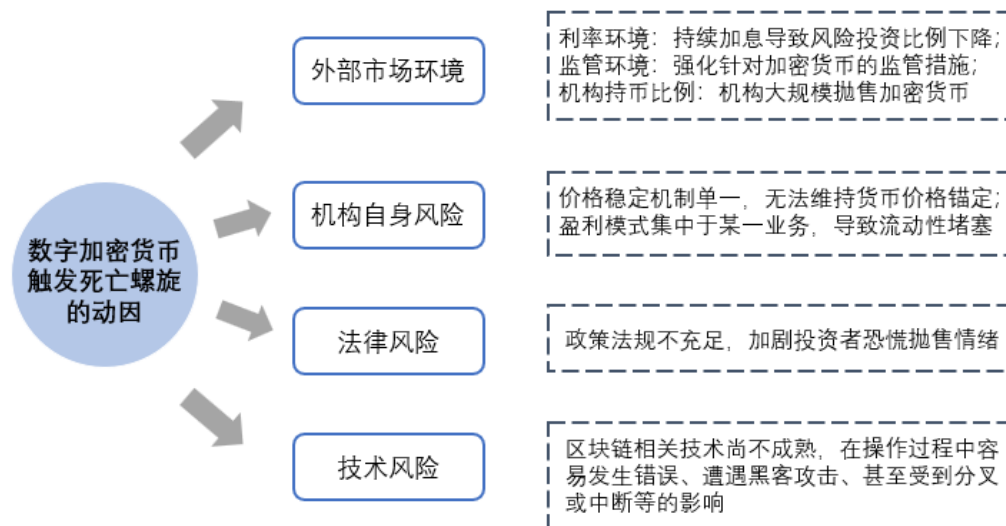 外部市场环境
利率环境：持续加息导致风险投资比例下降；
监管环境：强化针对加密货币的监管措施；
机构持币比例：机构大规模抛售加密货币
数字加密货币
触发死亡螺旋
的动因
机构自身风险
价格稳定机制单一，无法维持货币价格锚定；
盈利模式集中于某一业务，导致流动性堵塞
法律风险
政策法规不充足，加剧投资者恐慌抛售情绪
技术风险
区块链相关技术尚不成熟，在操作过程中容
易发生错误、遭遇黑客攻击、甚至受到分叉
或中断等的影响